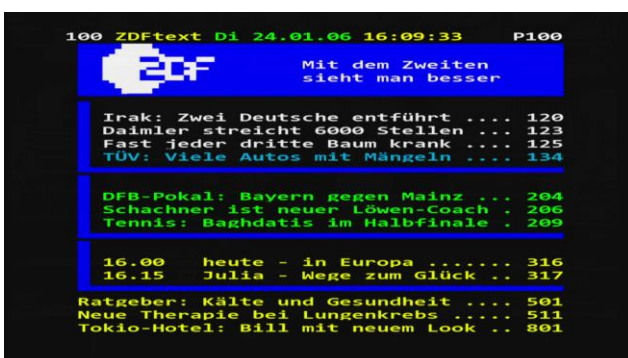 100 ZDFtext Di 24.01.06 16:09:33 P100
ZDF
Mit dem Zweiten
sieht man besser
Irak: Zwei Deutsche entführt .... 120
Daimler streicht 6000 Stellen ... 123
Fast jeder dritte Baum krank .... 125
TÜV: Viele Autos mit Mängeln .... 134
DFB-Pokal: Bayern gegen Mainz ... 204
Schachner ist neuer Löwen-Coach . 206
Tennis: Baghdatis im Halbfinale . 209
16.00 heute - in Europa ....... 316
16.15 Julia - Wege zum Glück .. 317
Ratgeber: Kälte und Gesundheit .... 501
Neue Therapie bei Lungenkrebs ..... 511
Tokio-Hotel: Bill mit neuem Look .. 801